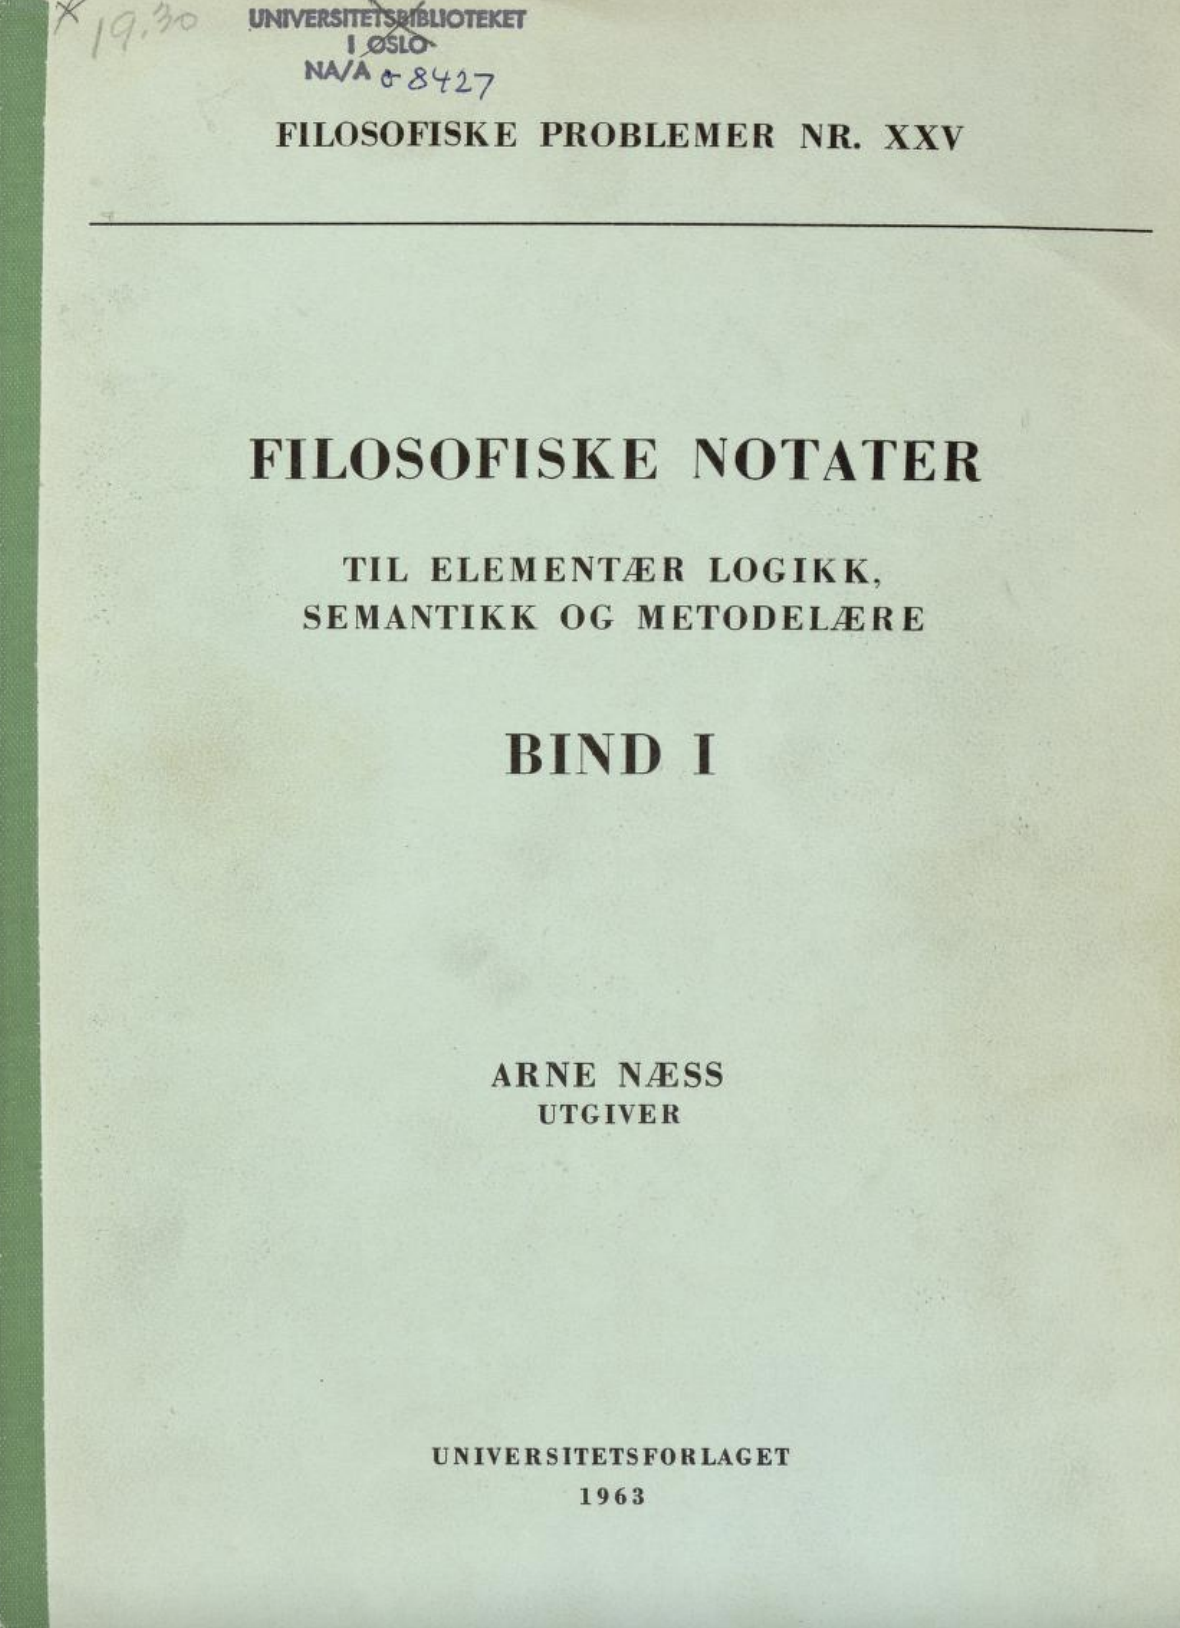 19.30
UNIVERSITETSBIBLIOTEKET
I OSLO
NA/A σ 8427
FILOSOFISKE PROBLEMER NR. XXV
FILOSOFISKE NOTATER
TIL ELEMENTÆR LOGIKK,
SEMANTIKK OG METODELÆRE
BIND I
ARNE NÆSS
UTGIVER
UNIVERSITETSFORLAGET
1963